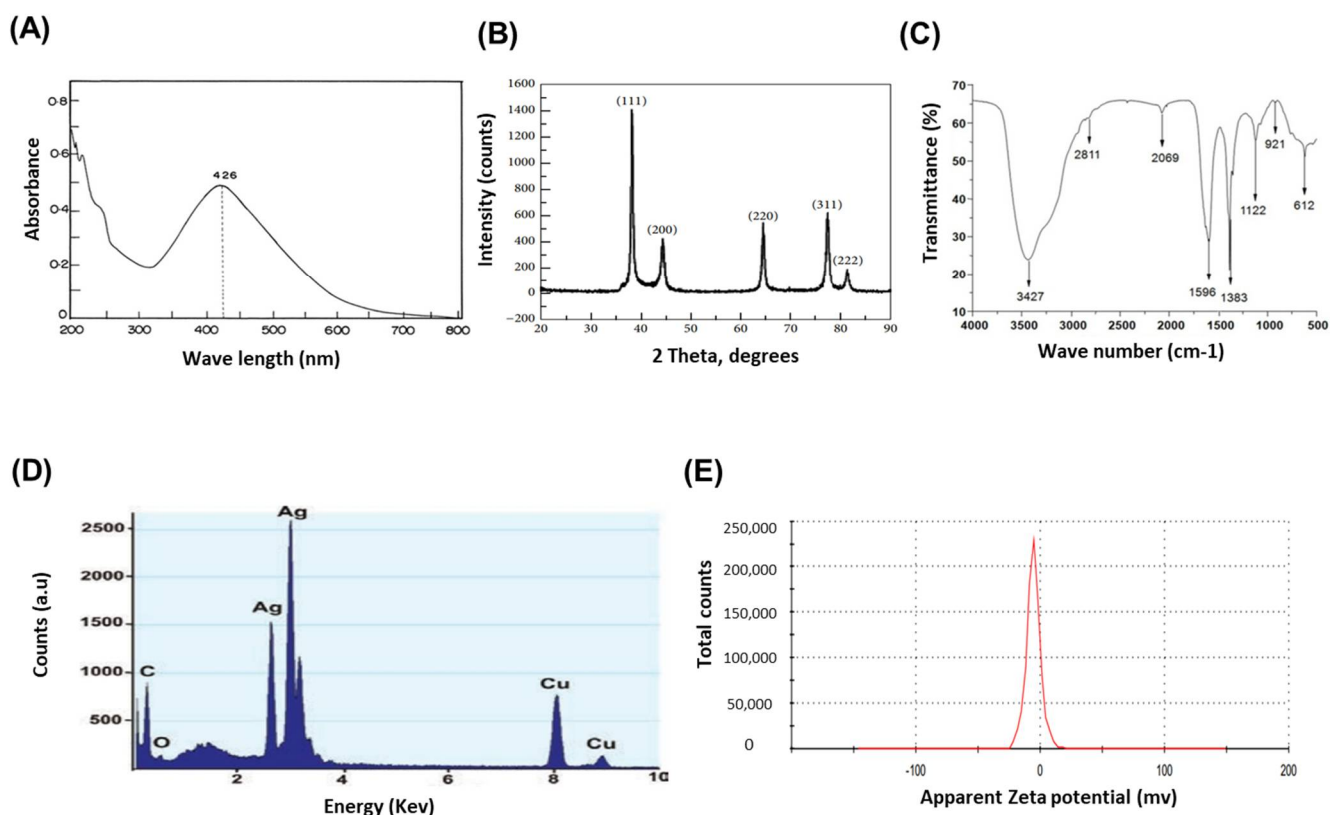 (A)
0·8
0·6
0·4
0·2
0
Absorbance
426
200 300 400 500 600 700 800
Wave length (nm)
(B)
1600
1400
1200
1000
800
600
400
200
0
−200
Intensity (counts)
(111)
(200)
(220)
(311)
(222)
20 30 40 50 60 70 80 90
2 Theta, degrees
(C)
70
60
50
40
30
20
10
Transmittance (%)
3427
2811
2069
1596
1383
1122
921
612
4000 3500 3000 2500 2000 1500 1000 500
Wave number (cm-1)
(D)
2500
2000
1500
1000
500
Counts (a.u)
C
O
Ag
Ag
Cu
Cu
2 4 6 8 10
Energy (Kev)
(E)
250,000
200,000
150,000
100,000
50,000
0
Total counts
-100 0 100 200
Apparent Zeta potential (mv)